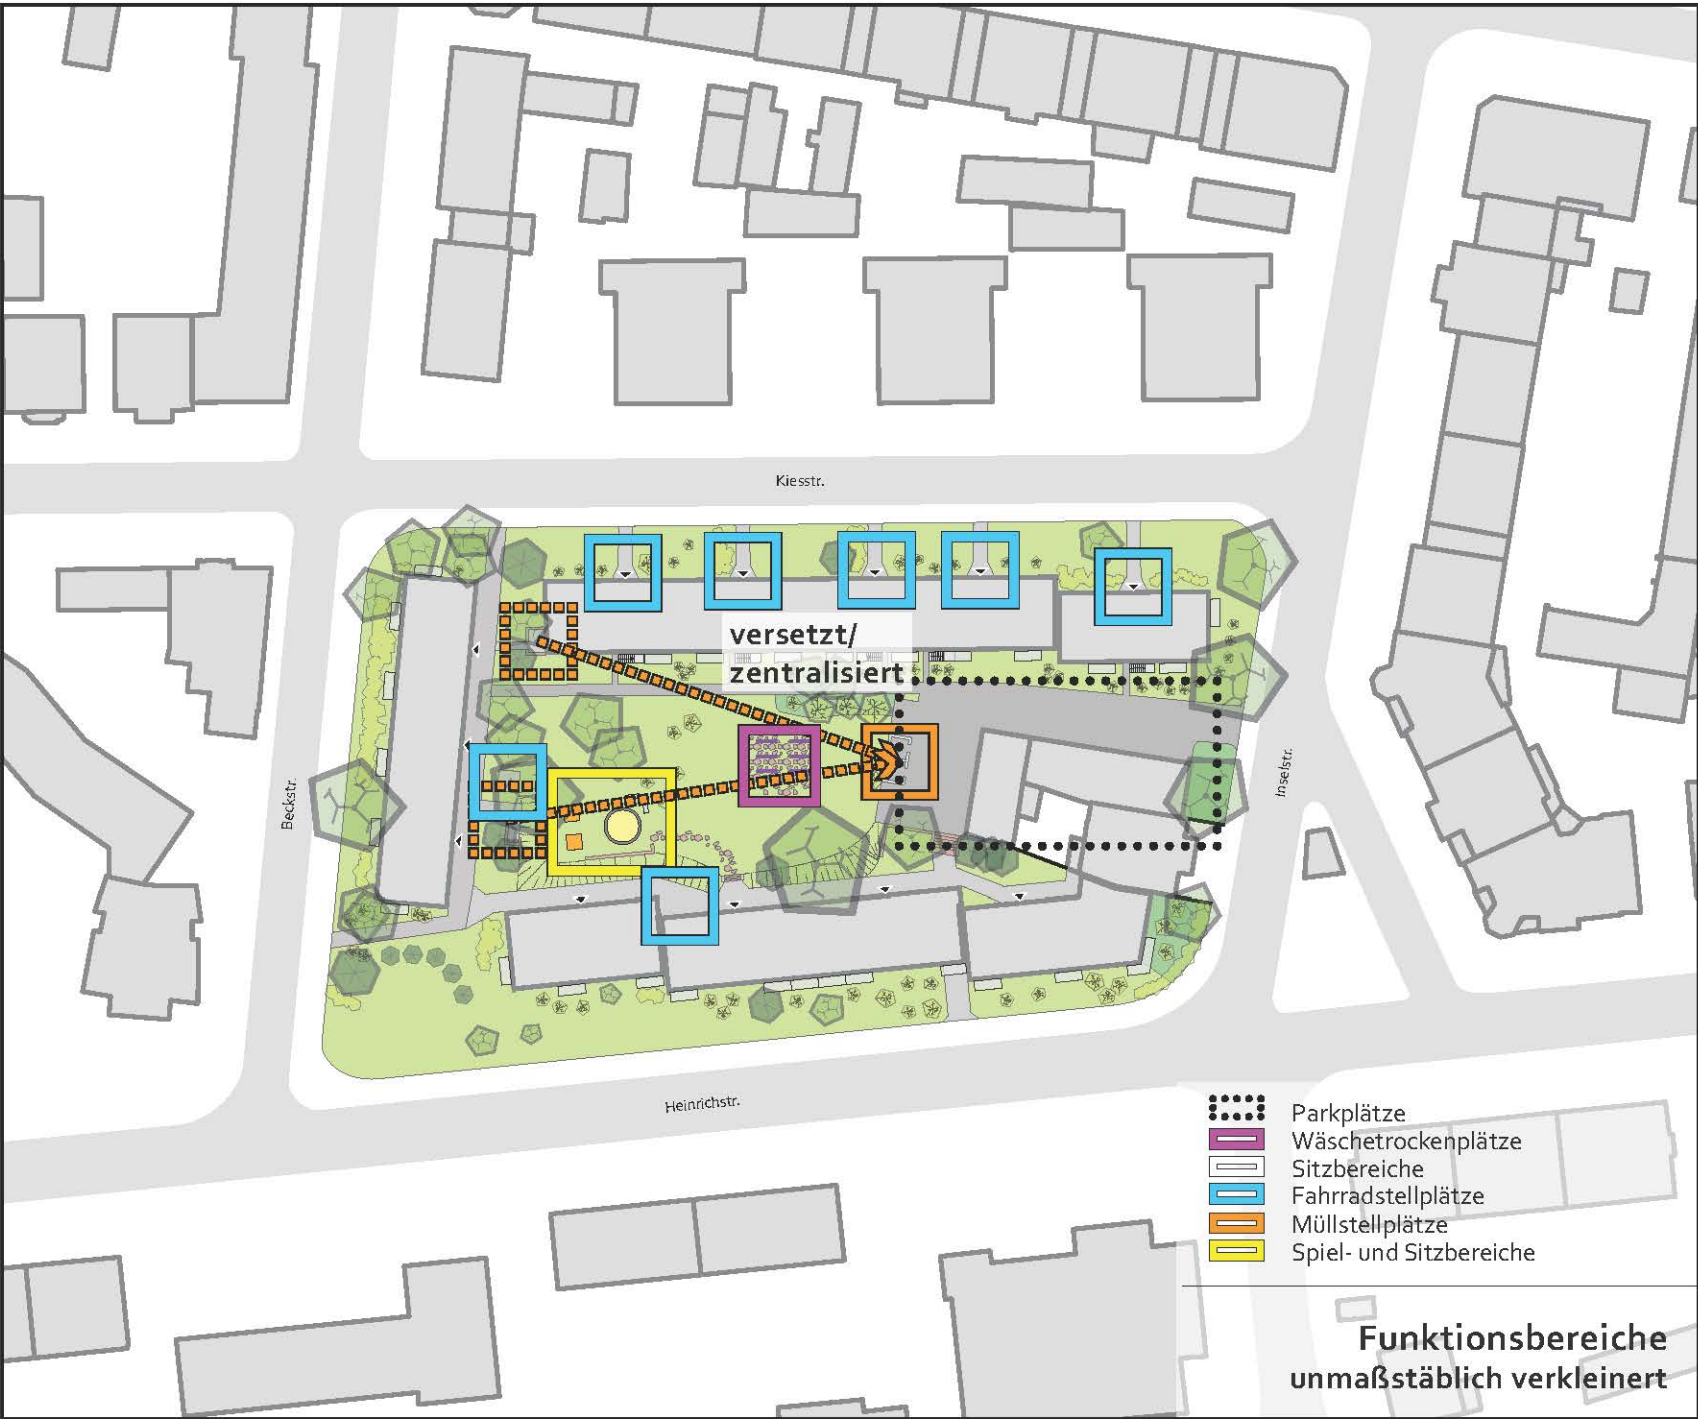 Kiesstr.
versetzt/
zentralisiert
Beckstr.
Inselstr.
Heinrichstr.
Parkplätze
Wäschetrockenplätze
Sitzbereiche
Fahrradstellplätze
Müllstellplätze
Spiel- und Sitzbereiche
Funktionsbereiche
unmaßstäblich verkleinert